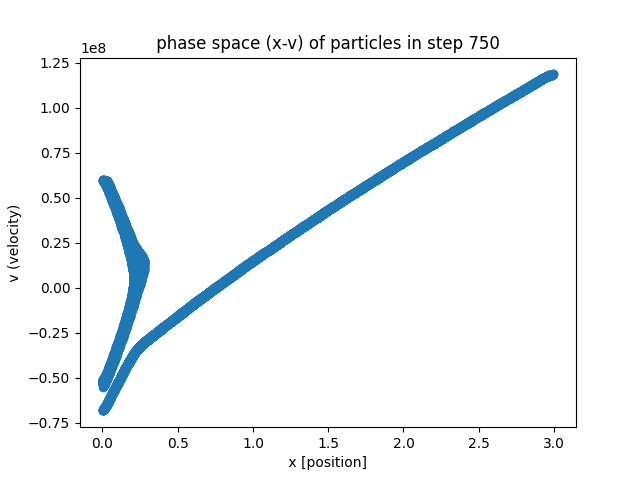 phase space (x-v) of particles in step 750
1e8
1.25
1.00
0.75
0.50
0.25
0.00
−0.25
−0.50
−0.75
v (velocity)
0.0 0.5 1.0 1.5 2.0 2.5 3.0
x [position]